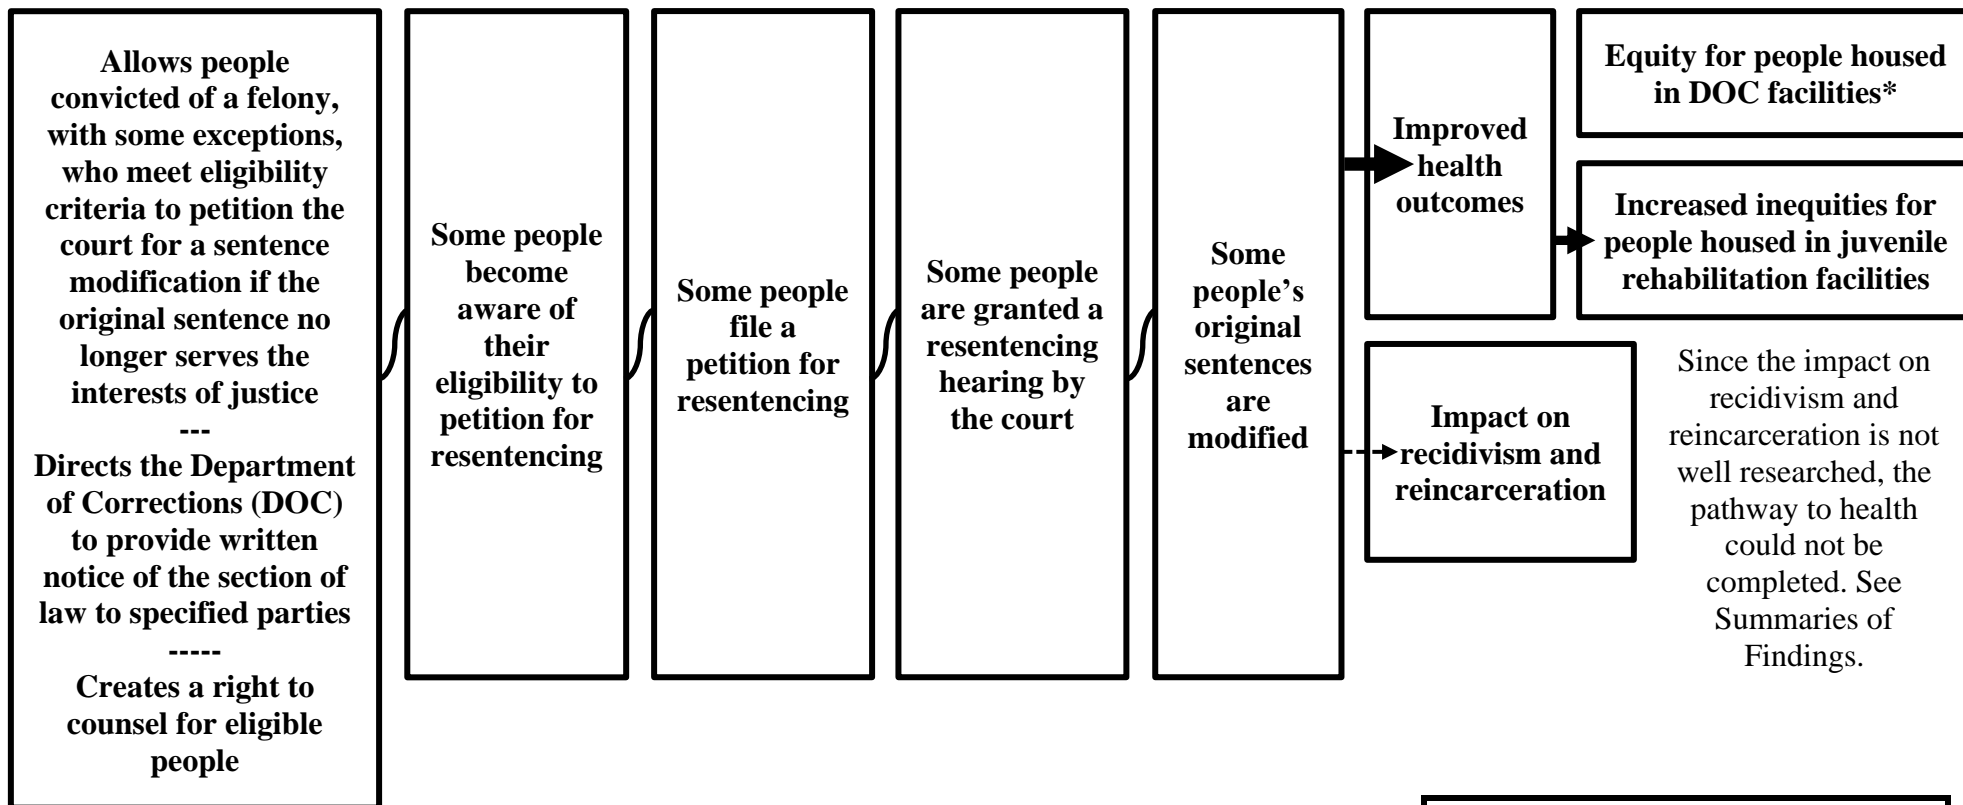 Allows people
convicted of a felony,
with some exceptions,
who meet eligibility
criteria to petition the
court for a sentence
modification if the
original sentence no
longer serves the
interests of justice
---
Directs the Department
of Corrections (DOC)
to provide written
notice of the section of
law to specified parties
-----
Creates a right to
counsel for eligible
people
Some people
become
aware of
their
eligibility to
petition for
resentencing
Some people
file a
petition for
resentencing
Some people
are granted a
resentencing
hearing by
the court
Some
people’s
original
sentences
are
modified
Improved
health
outcomes
Equity for people housed
in DOC facilities*
Increased inequities for
people housed in juvenile
rehabilitation facilities
Impact on
recidivism and
reincarceration
Since the impact on
recidivism and
reincarceration is not
well researched, the
pathway to health
could not be
completed. See
Summaries of
Findings.